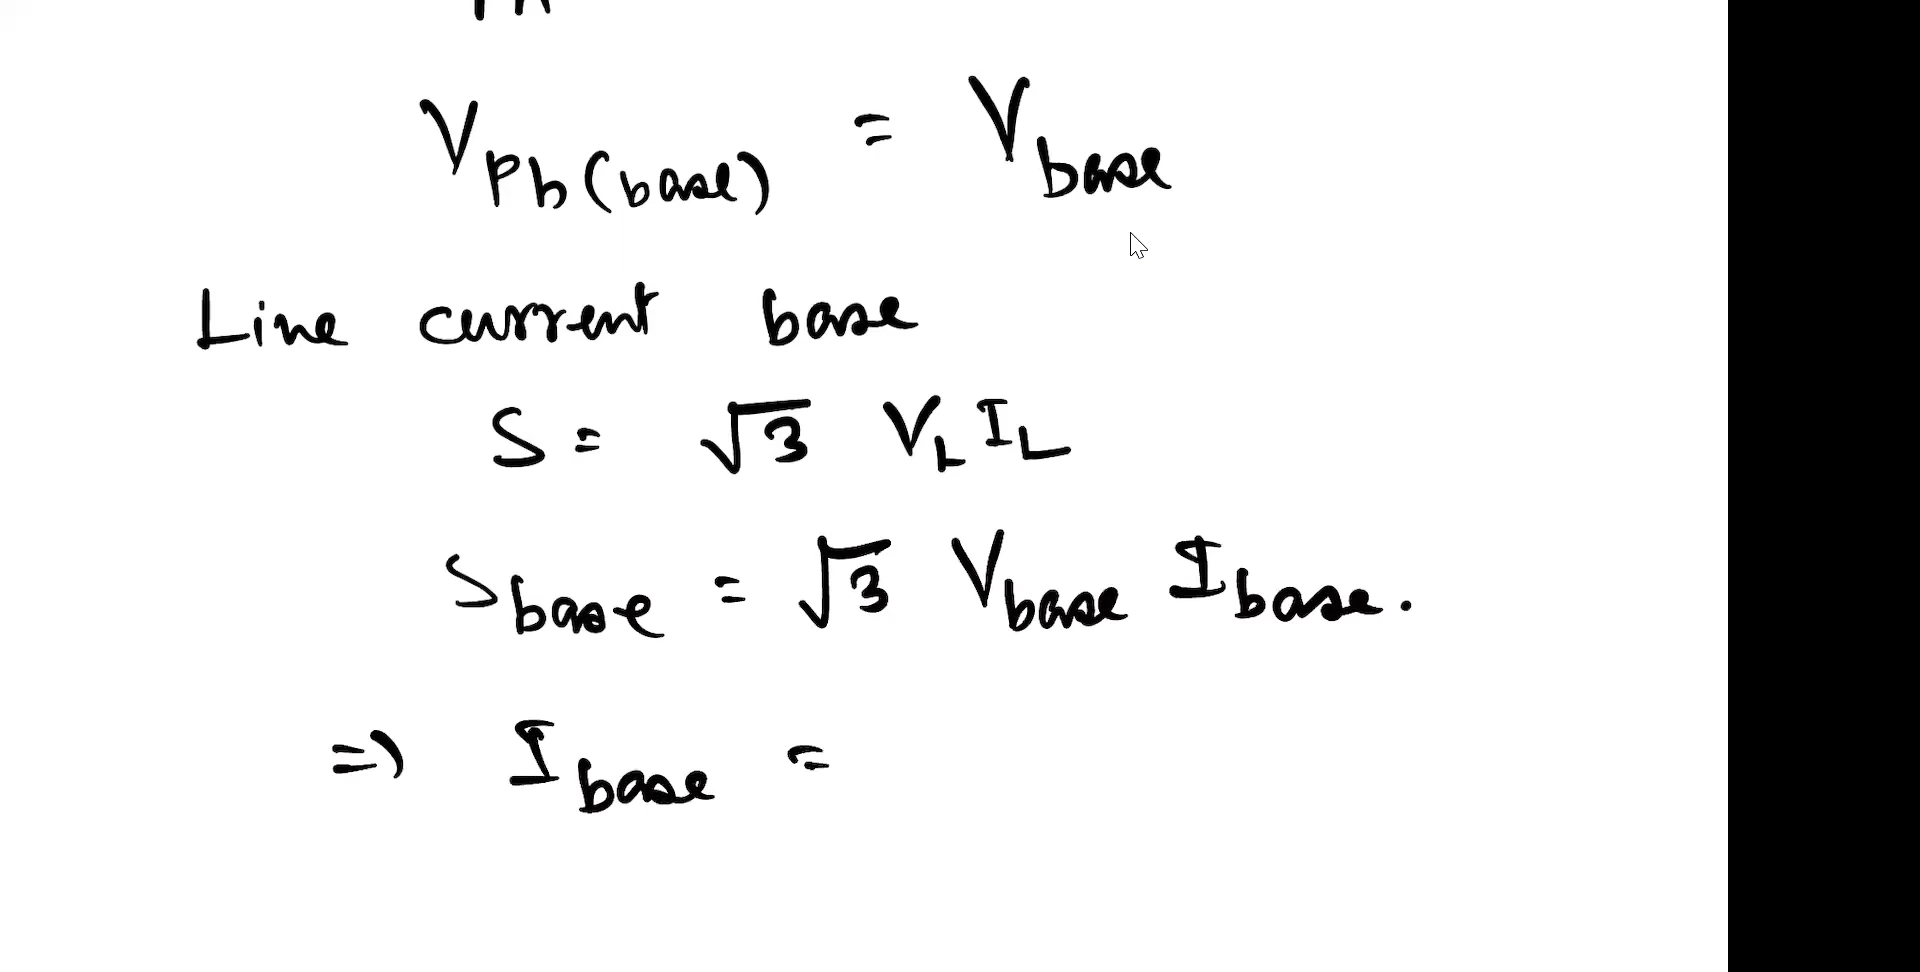 V_Ph(base) = V_base
Line current base
S = √3 V_L I_L
S_base = √3 V_base I_base.
=> I_base =